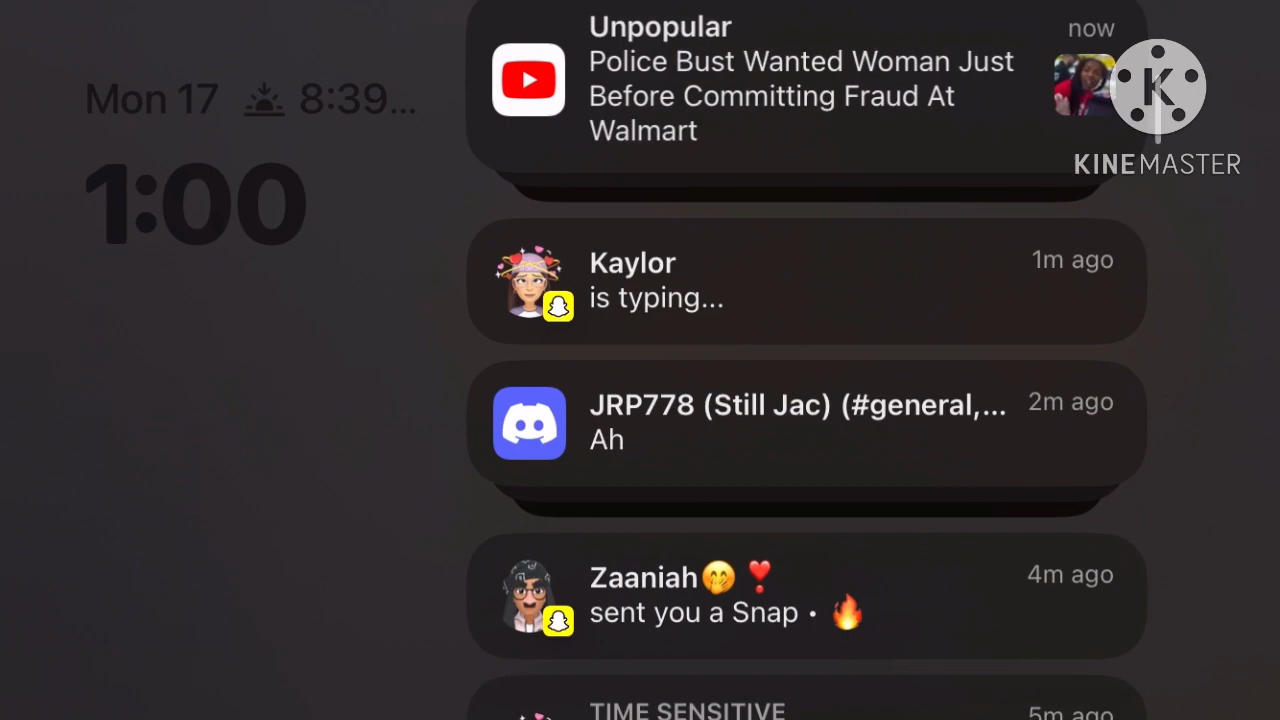 Mon 17 8:39...
1:00
Unpopular
now
Police Bust Wanted Woman Just
Before Committing Fraud At
Walmart
K
KINEMASTER
Kaylor
1m ago
is typing...
JRP778 (Still Jac) (#general,...
2m ago
Ah
Zaaniah🤭❣️
4m ago
sent you a Snap • 🔥
TIME SENSITIVE
5m ago